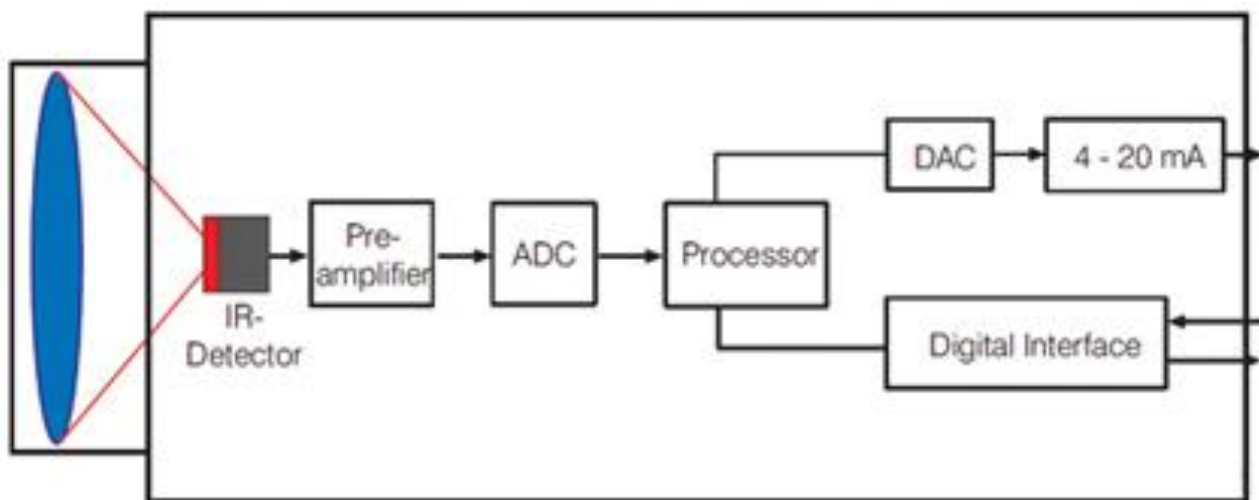 IR-
Detector
Pre-
amplifier
ADC
Processor
DAC
4 - 20 mA
Digital Interface